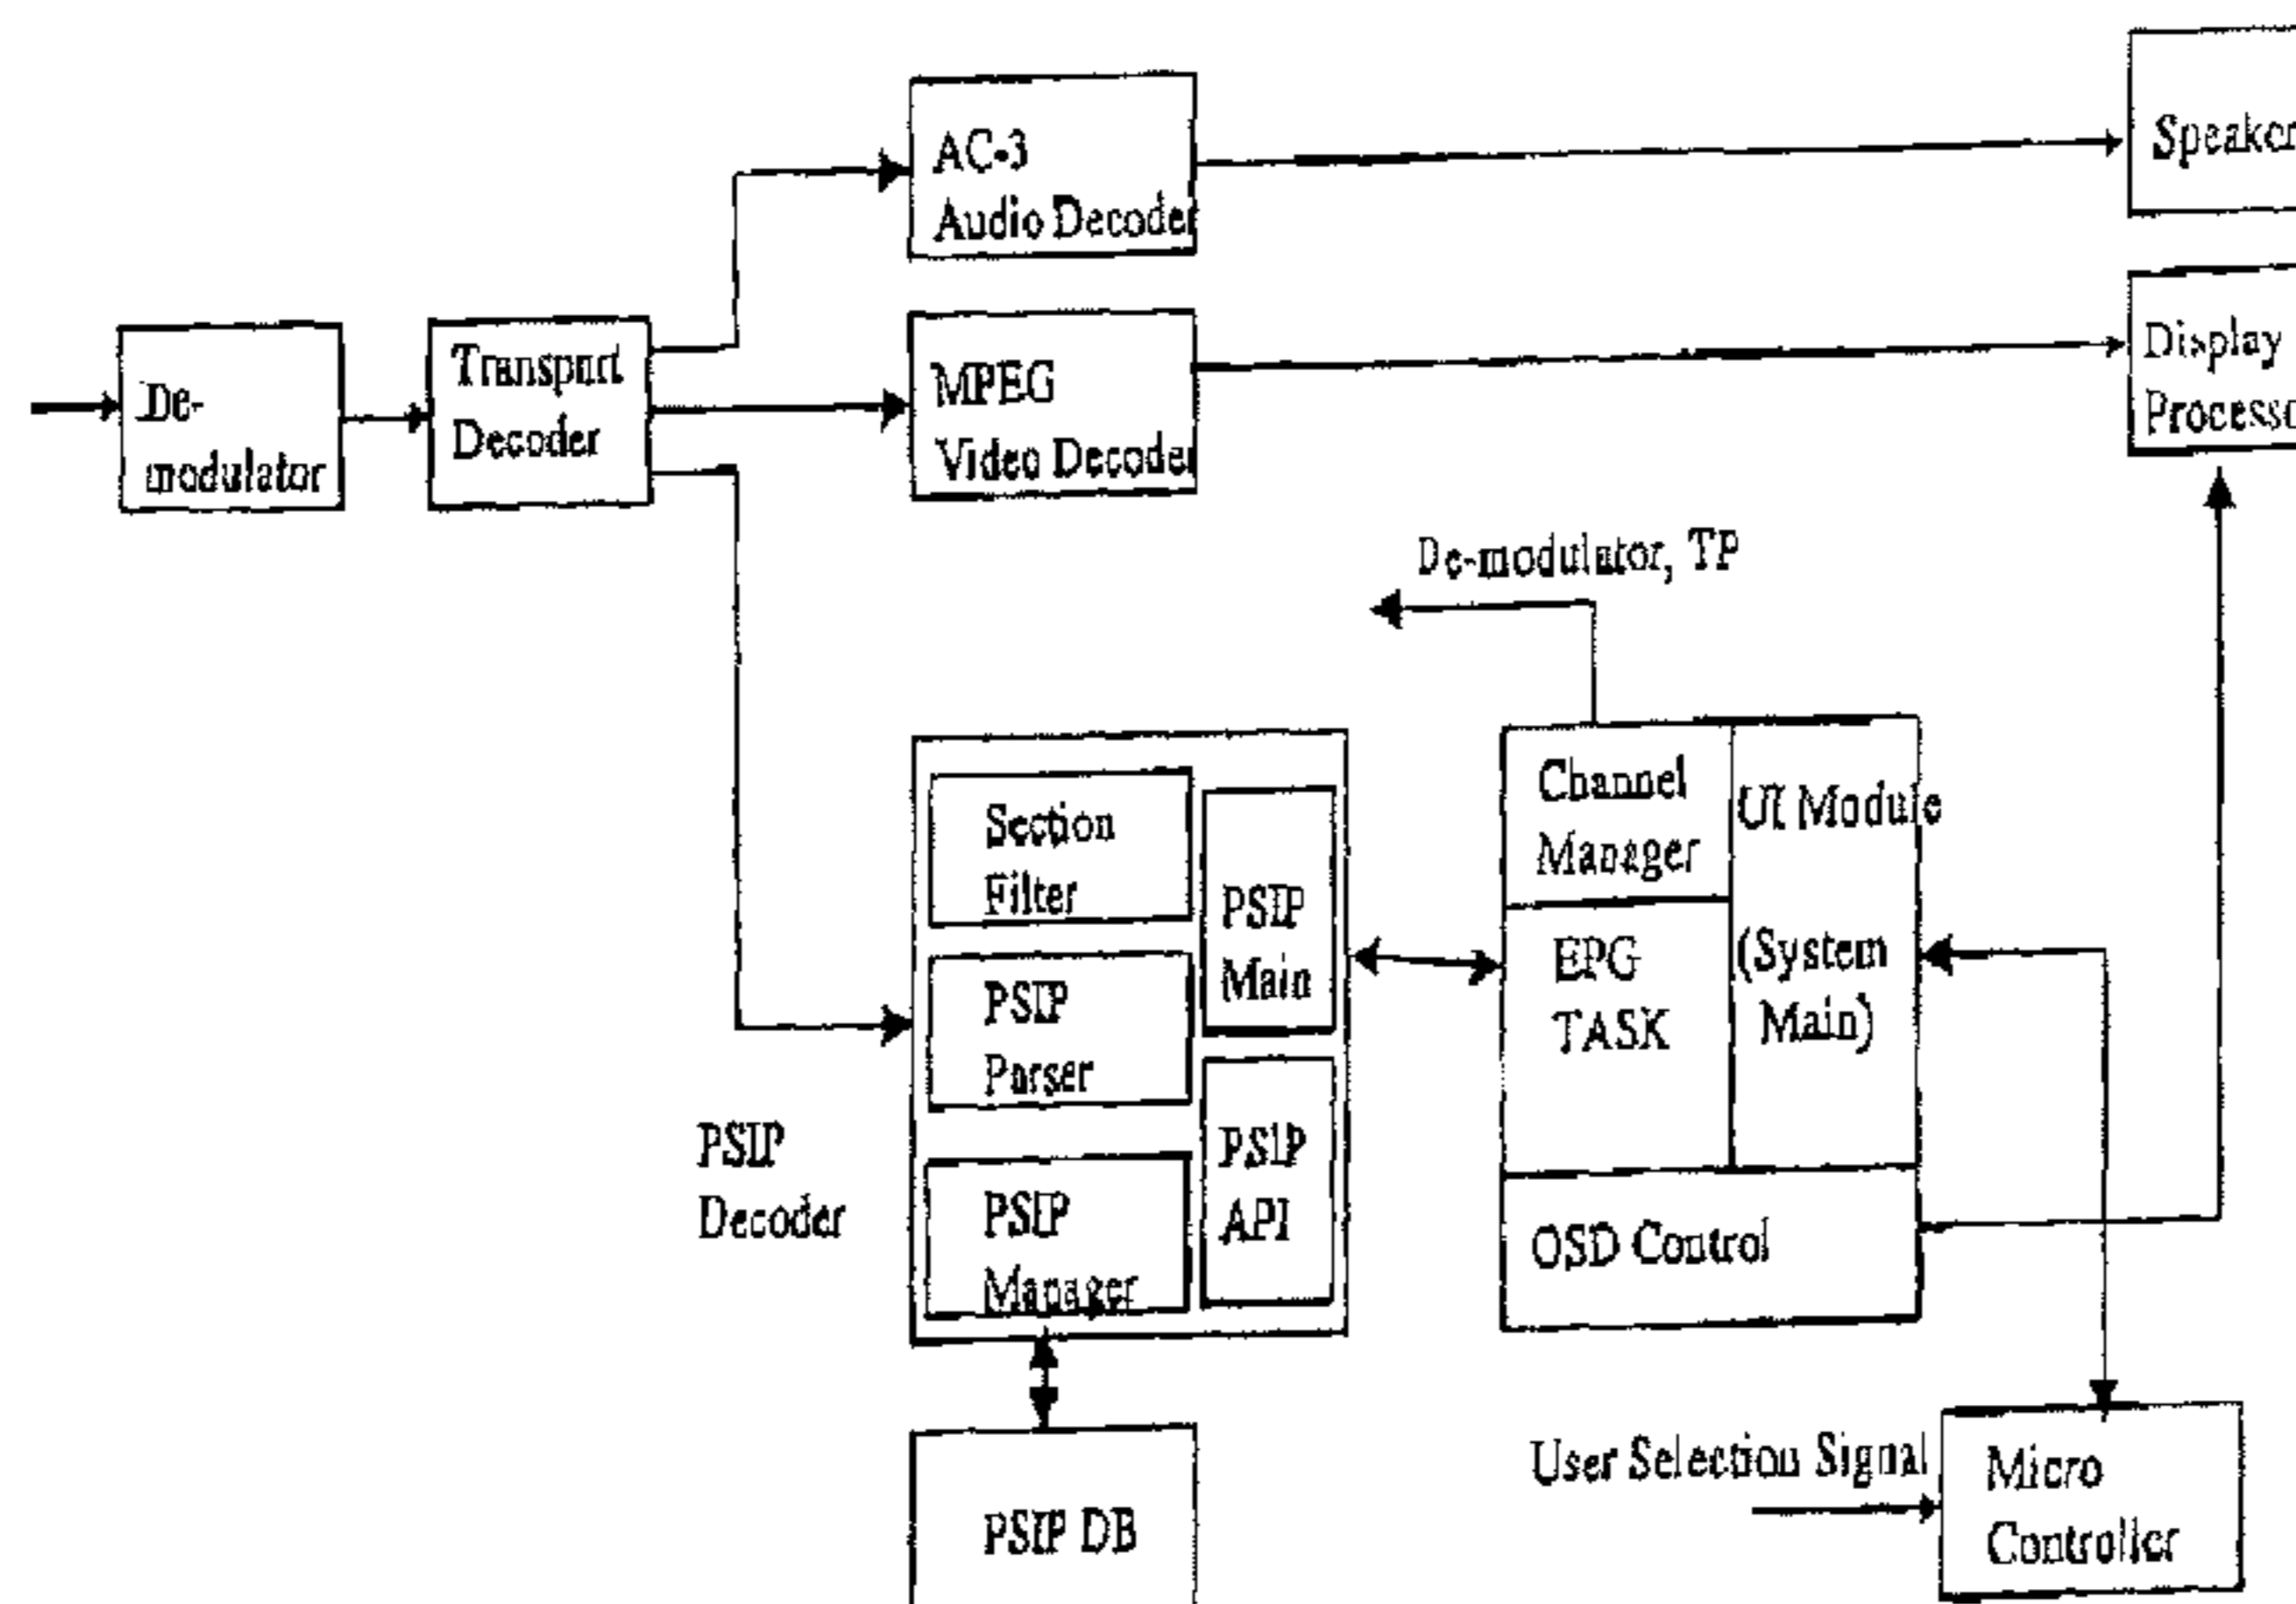 AC-3
Audio Decoder
Speaker
De-
modulator
Transport
Decoder
MPEG
Video Decoder
Display
Processo
De-modulator, TP
Section
Filter
PSIP
Main
PSIP
Parser
PSIP
API
PSIP
Manager
PSIP
Decoder
Channel
Manager
UI Module
(System
Main)
EPG
TASK
OSD Control
User Selection Signal
Micro
Controller
PSIP DB